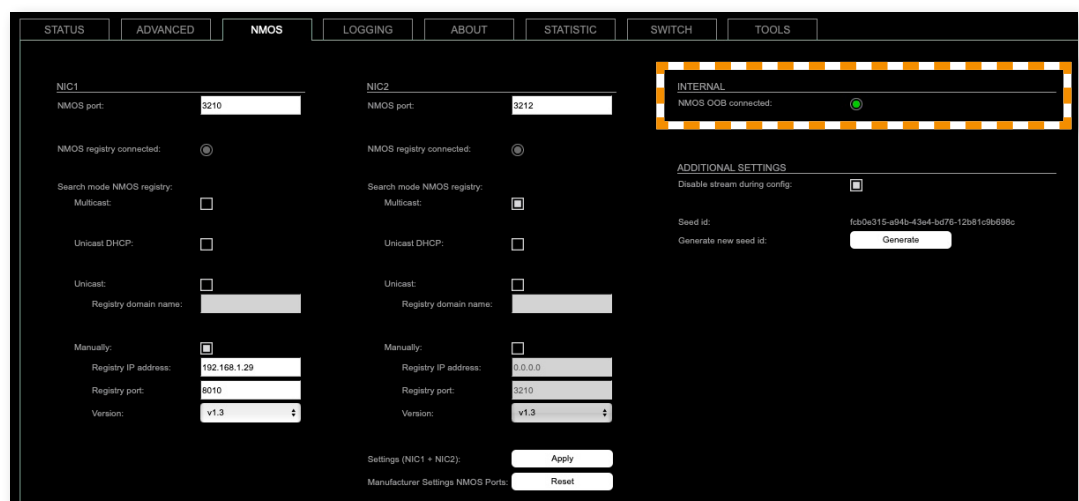 STATUS ADVANCED NMOS LOGGING ABOUT STATISTIC SWITCH TOOLS
NIC1
NMOS port: 3210
NMOS registry connected:
Search mode NMOS registry:
Multicast:
Unicast DHCP:
Unicast:
Registry domain name:
Manually:
Registry IP address: 192.168.1.29
Registry port: 8010
Version: v1.3
NIC2
NMOS port: 3212
NMOS registry connected:
Search mode NMOS registry:
Multicast:
Unicast DHCP:
Unicast:
Registry domain name:
Manually:
Registry IP address: 0.0.0.0
Registry port: 3210
Version: v1.3
Settings (NIC1 + NIC2): Apply
Manufacturer Settings NMOS Ports: Reset
INTERNAL
NMOS OOB connected:
ADDITIONAL SETTINGS
Disable stream during config:
Seed id: fcb0e315-a94b-43e4-bd76-12b81c9b698c
Generate new seed id: Generate